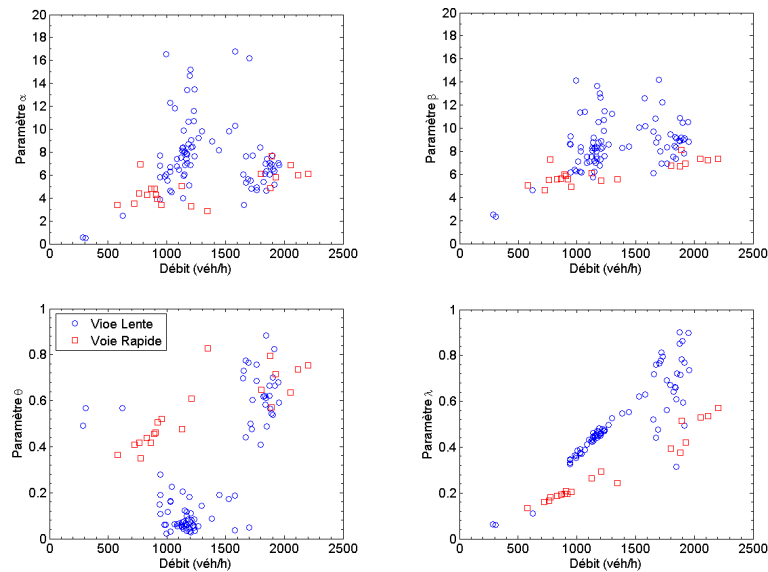 20
18
16
14
12
10
8
6
4
2
0
Paramètre α
0 500 1000 1500 2000 2500
Débit (véh/h)
20
18
16
14
12
10
8
6
4
2
0
Paramètre β
0 500 1000 1500 2000 2500
Débit (véh/h)
1
0.8
0.6
0.4
0.2
0
Paramètre θ
Vioe Lente
Voie Rapide
0 500 1000 1500 2000 2500
Débit (véh/h)
1
0.8
0.6
0.4
0.2
0
Paramètre λ
0 500 1000 1500 2000 2500
Débit (véh/h)